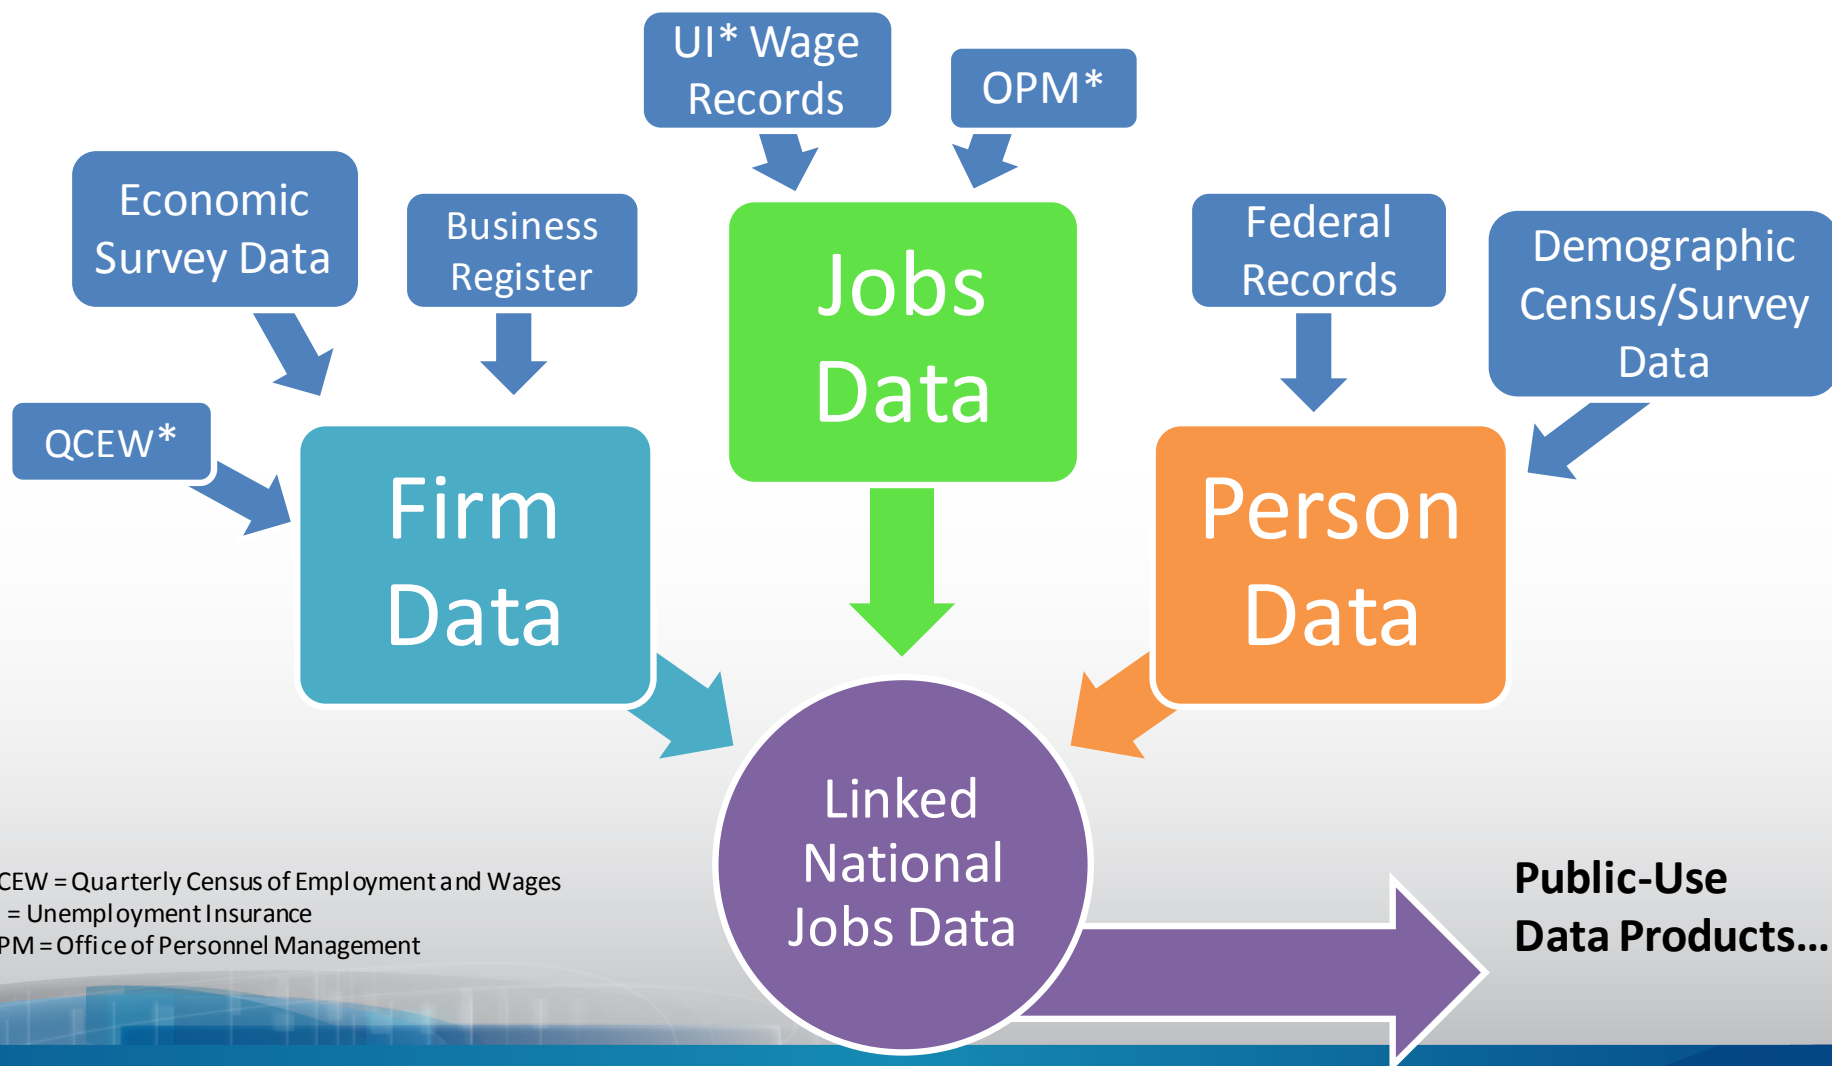 UI* Wage
Records
OPM*
Economic
Survey Data
Business
Register
Federal
Records
Demographic
Census/Survey
Data
QCEW*
Jobs
Data
Firm
Data
Person
Data
Linked
National
Jobs Data
CEW = Quarterly Census of Employment and Wages
= Unemployment Insurance
PM = Office of Personnel Management
Public-Use
Data Products...